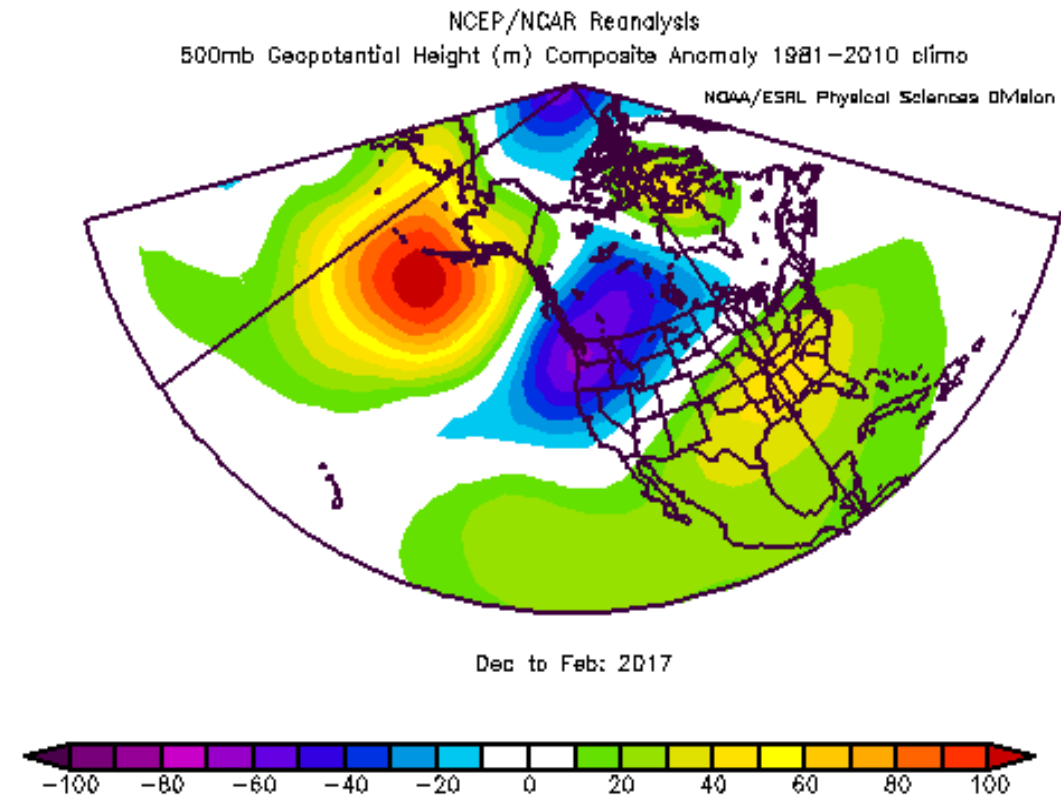 NCEP/NCAR Reanalysis
500mb Geopotential Height (m) Composite Anomaly 1981-2010 climo
NOAA/ESRL Physical Sciences Division
Dec to Feb: 2017
-100 -80 -60 -40 -20 0 20 40 60 80 100